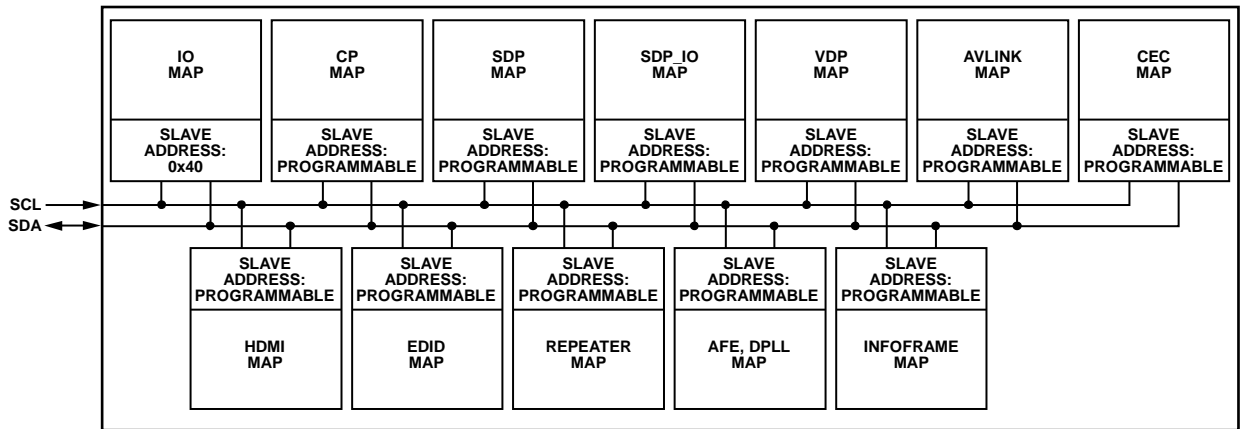 IO
MAP
CP
MAP
SDP
MAP
SDP_IO
MAP
VDP
MAP
AVLINK
MAP
CEC
MAP
SLAVE
ADDRESS:
0x40
SLAVE
ADDRESS:
PROGRAMMABLE
SLAVE
ADDRESS:
PROGRAMMABLE
SLAVE
ADDRESS:
PROGRAMMABLE
SLAVE
ADDRESS:
PROGRAMMABLE
SLAVE
ADDRESS:
PROGRAMMABLE
SLAVE
ADDRESS:
PROGRAMMABLE
SCL
SDA
SLAVE
ADDRESS:
PROGRAMMABLE
SLAVE
ADDRESS:
PROGRAMMABLE
SLAVE
ADDRESS:
PROGRAMMABLE
SLAVE
ADDRESS:
PROGRAMMABLE
SLAVE
ADDRESS:
PROGRAMMABLE
HDMI
MAP
EDID
MAP
REPEATER
MAP
AFE, DPLL
MAP
INFOFRAME
MAP